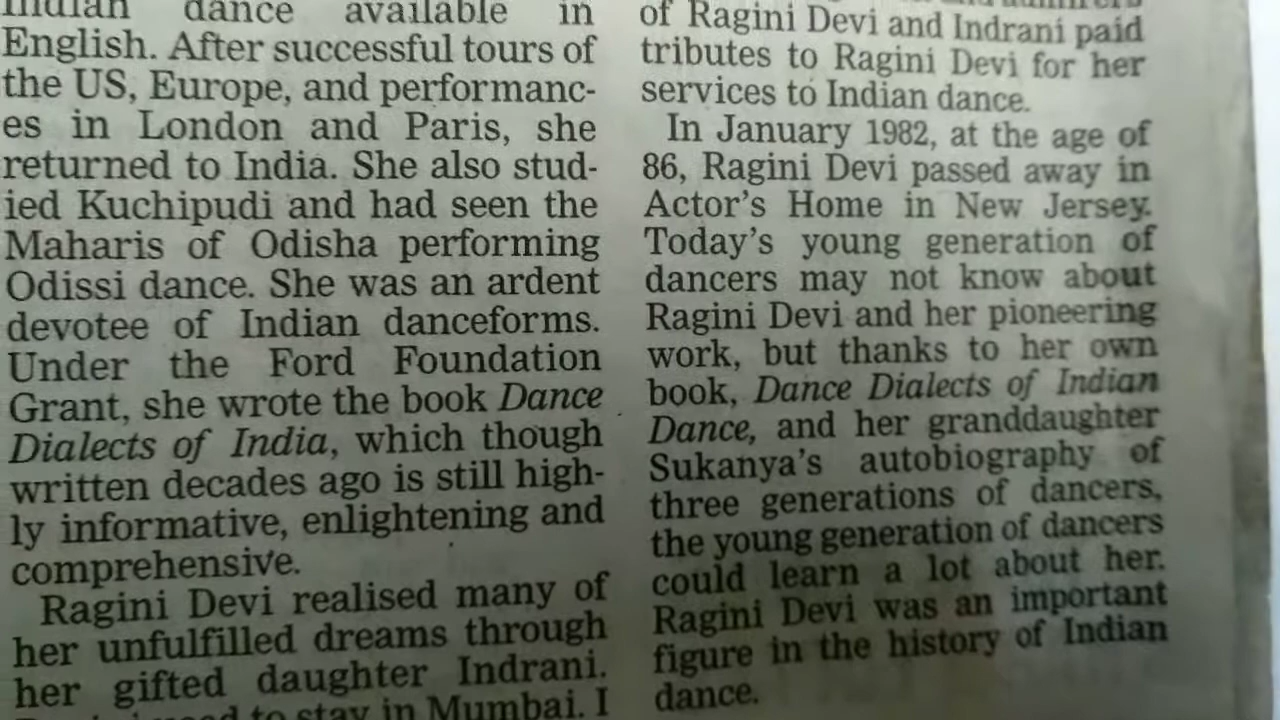 Indian dance available in
English. After successful tours of
the US, Europe, and performanc-
es in London and Paris, she
returned to India. She also stud-
ied Kuchipudi and had seen the
Maharis of Odisha performing
Odissi dance. She was an ardent
devotee of Indian danceforms.
Under the Ford Foundation
Grant, she wrote the book Dance
Dialects of India, which though
written decades ago is still high-
ly informative, enlightening and
comprehensive.
Ragini Devi realised many of
her unfulfilled dreams through
her gifted daughter Indrani.
to stay in Mumbai. I
of Ragini Devi and Indrani paid
tributes to Ragini Devi for her
services to Indian dance.
In January 1982, at the age of
86, Ragini Devi passed away in
Actor's Home in New Jersey.
Today's young generation of
dancers may not know about
Ragini Devi and her pioneering
work, but thanks to her own
book, Dance Dialects of Indian
Dance, and her granddaughter
Sukanya's autobiography of
three generations of dancers,
the young generation of dancers
could learn a lot about her.
Ragini Devi was an important
figure in the history of Indian
dance.